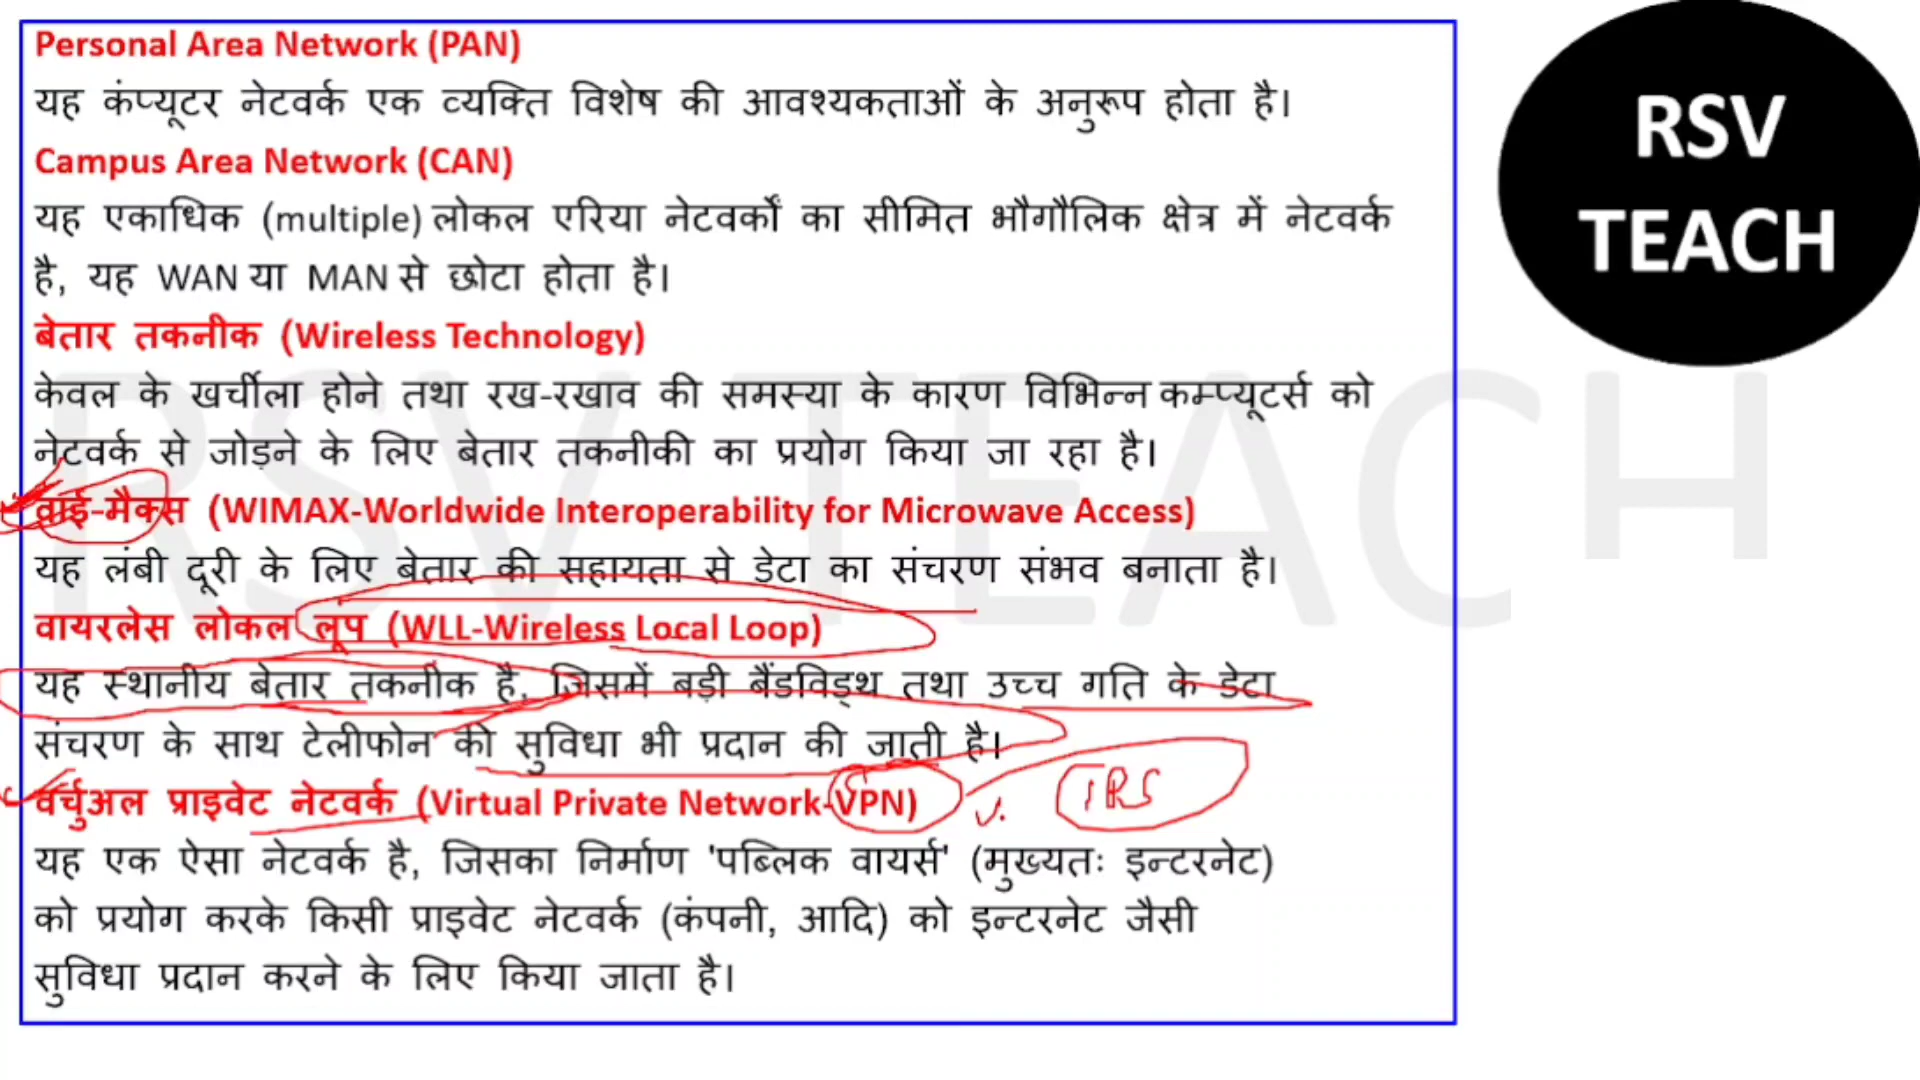 Personal Area Network (PAN)
यह कंप्यूटर नेटवर्क एक व्यक्ति विशेष की आवश्यकताओं के अनुरूप होता है।
Campus Area Network (CAN)
यह एकाधिक (multiple) लोकल एरिया नेटवर्कों का सीमित भौगौलिक क्षेत्र में नेटवर्क
है, यह WAN या MAN से छोटा होता है।
बेतार तकनीक (Wireless Technology)
केवल के खर्चीला होने तथा रख-रखाव की समस्या के कारण विभिन्न कम्प्यूटर्स को
नेटवर्क से जोड़ने के लिए बेतार तकनीकी का प्रयोग किया जा रहा है।
वाई-मैक्स (WIMAX-Worldwide Interoperability for Microwave Access)
यह लंबी दूरी के लिए बेतार की सहायता से डेटा का संचरण संभव बनाता है।
वायरलेस लोकल लूप (WLL-Wireless Local Loop)
यह स्थानीय बेतार तकनीक है, जिसमें बड़ी बैंडविड्थ तथा उच्च गति के डेटा
संचरण के साथ टेलीफोन की सुविधा भी प्रदान की जाती है।
वर्चुअल प्राइवेट नेटवर्क (Virtual Private Network-VPN)
यह एक ऐसा नेटवर्क है, जिसका निर्माण 'पब्लिक वायर्स' (मुख्यतः इन्टरनेट)
को प्रयोग करके किसी प्राइवेट नेटवर्क (कंपनी, आदि) को इन्टरनेट जैसी
सुविधा प्रदान करने के लिए किया जाता है।
RSV
TEACH
RSV TEACH